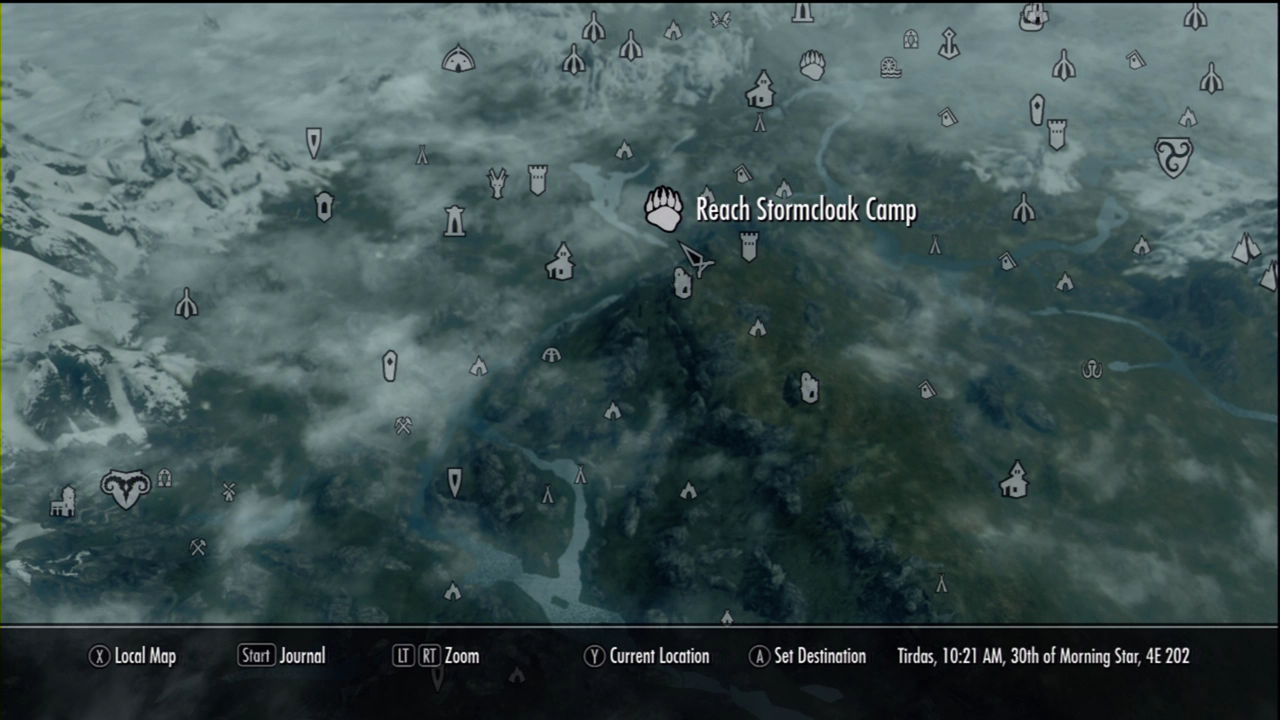 Reach Stormcloak Camp
X Local Map
Start Journal
LT RT Zoom
Y Current Location
A Set Destination
Tirdas, 10:21 AM, 30th of Morning Star, 4E 202